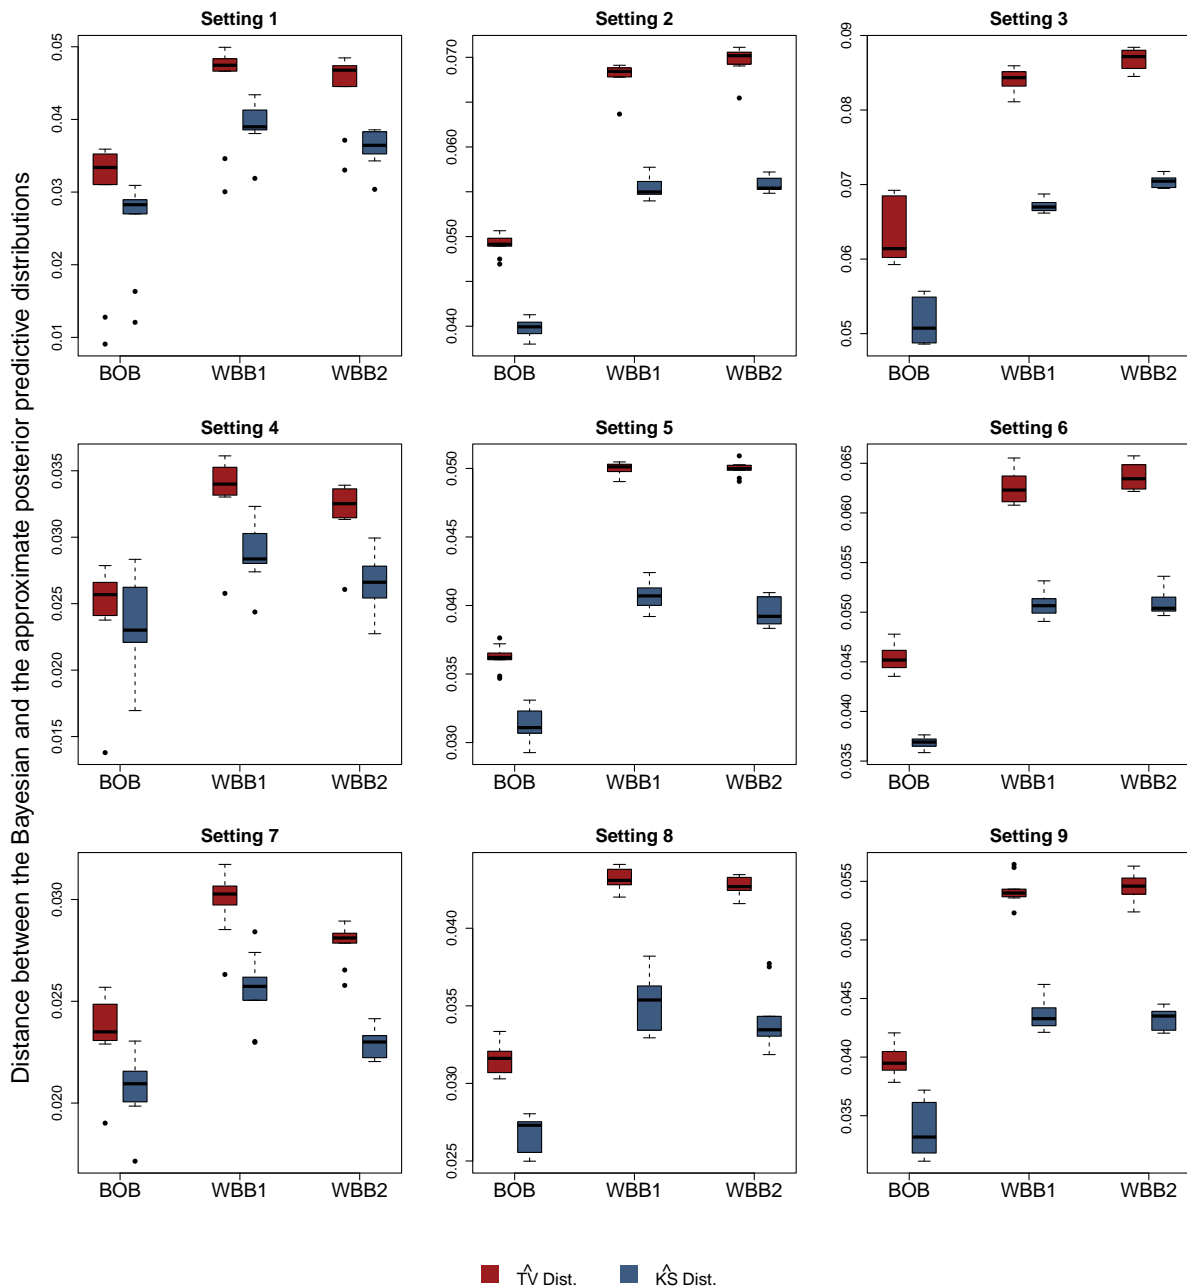 Distance between the Bayesian and the approximate posterior predictive distributions
Setting 1
0.05
0.04
0.03
0.02
0.01
BOB WBB1 WBB2
Setting 2
0.070
0.060
0.050
0.040
BOB WBB1 WBB2
Setting 3
0.09
0.08
0.07
0.06
0.05
BOB WBB1 WBB2
Setting 4
0.035
0.030
0.025
0.020
0.015
BOB WBB1 WBB2
Setting 5
0.050
0.045
0.040
0.035
0.030
BOB WBB1 WBB2
Setting 6
0.065
0.060
0.055
0.050
0.045
0.040
0.035
BOB WBB1 WBB2
Setting 7
0.030
0.025
0.020
BOB WBB1 WBB2
Setting 8
0.040
0.035
0.030
0.025
BOB WBB1 WBB2
Setting 9
0.055
0.050
0.045
0.040
0.035
BOB WBB1 WBB2
T̂V Dist. K̂S Dist.